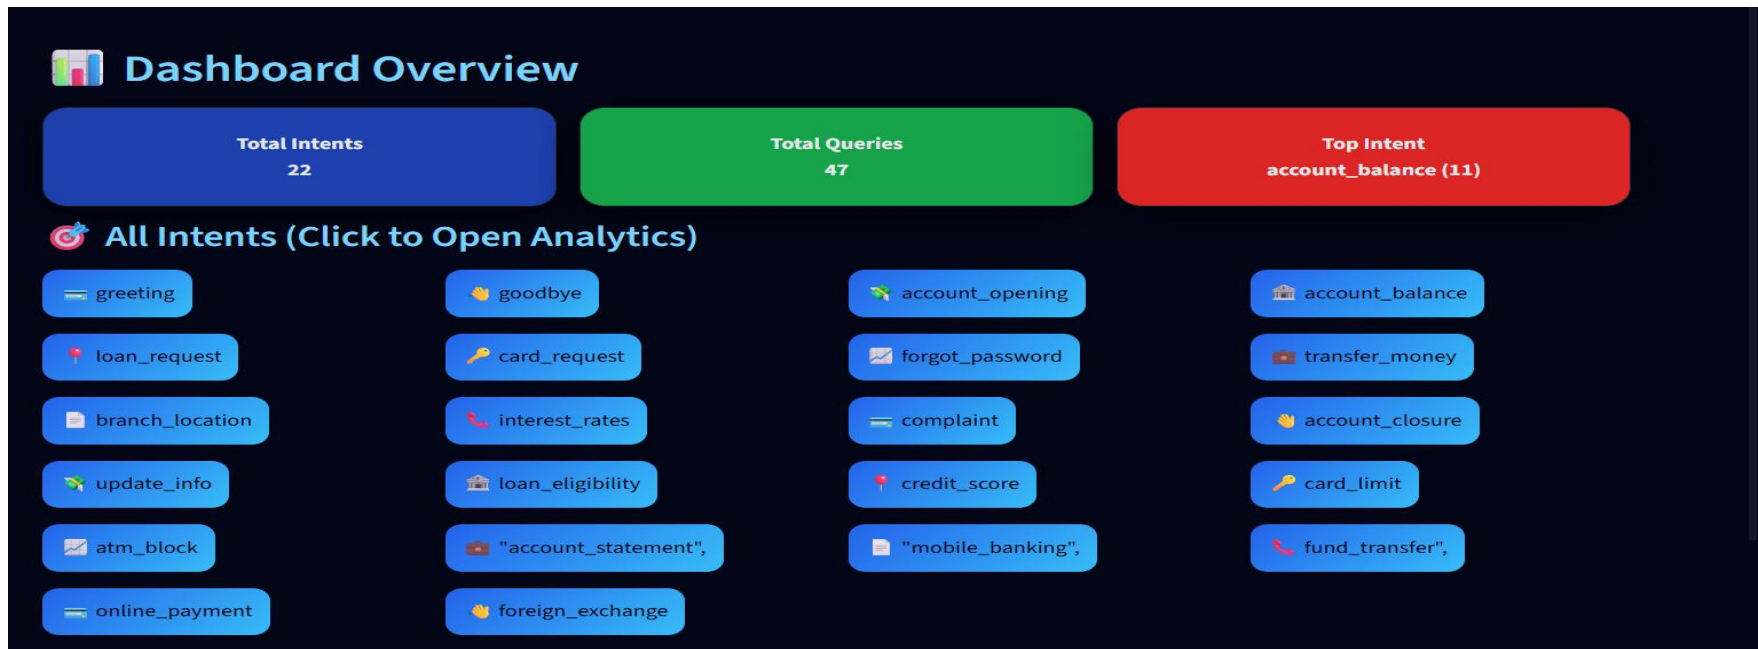 Dashboard Overview
Total Intents
22
Total Queries
47
Top Intent
account_balance (11)
All Intents (Click to Open Analytics)
greeting
goodbye
account_opening
account_balance
loan_request
card_request
forgot_password
transfer_money
branch_location
interest_rates
complaint
account_closure
update_info
loan_eligibility
credit_score
card_limit
atm_block
"account_statement",
"mobile_banking",
fund_transfer",
online_payment
foreign_exchange